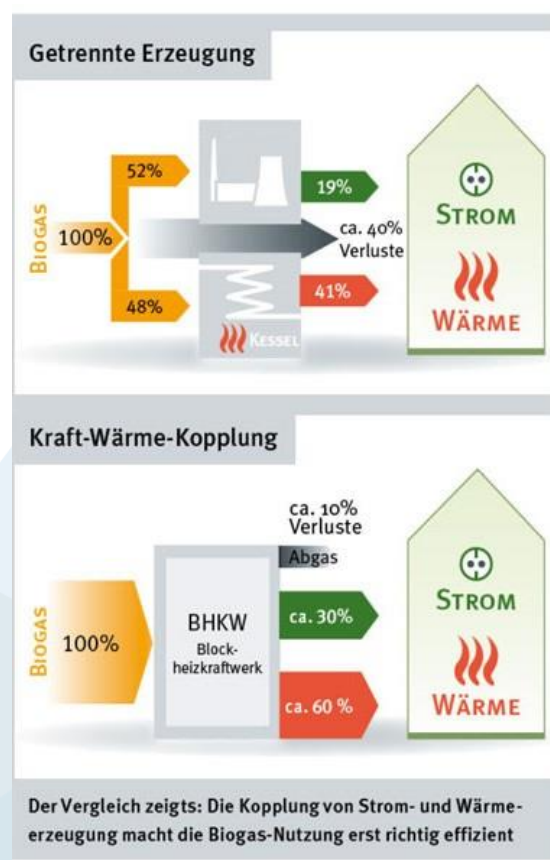 Getrennte Erzeugung
52%
BIOGAS
100%
48%
19%
ca. 40%
Verluste
41%
KESSEL
STROM
WÄRME
Kraft-Wärme-Kopplung
ca. 10%
Verluste
Abgas
BIOGAS
100%
BHKW
Block-
heizkraftwerk
ca. 30%
ca. 60 %
STROM
WÄRME
Der Vergleich zeigts: Die Kopplung von Strom- und Wärme-
erzeugung macht die Biogas-Nutzung erst richtig effizient